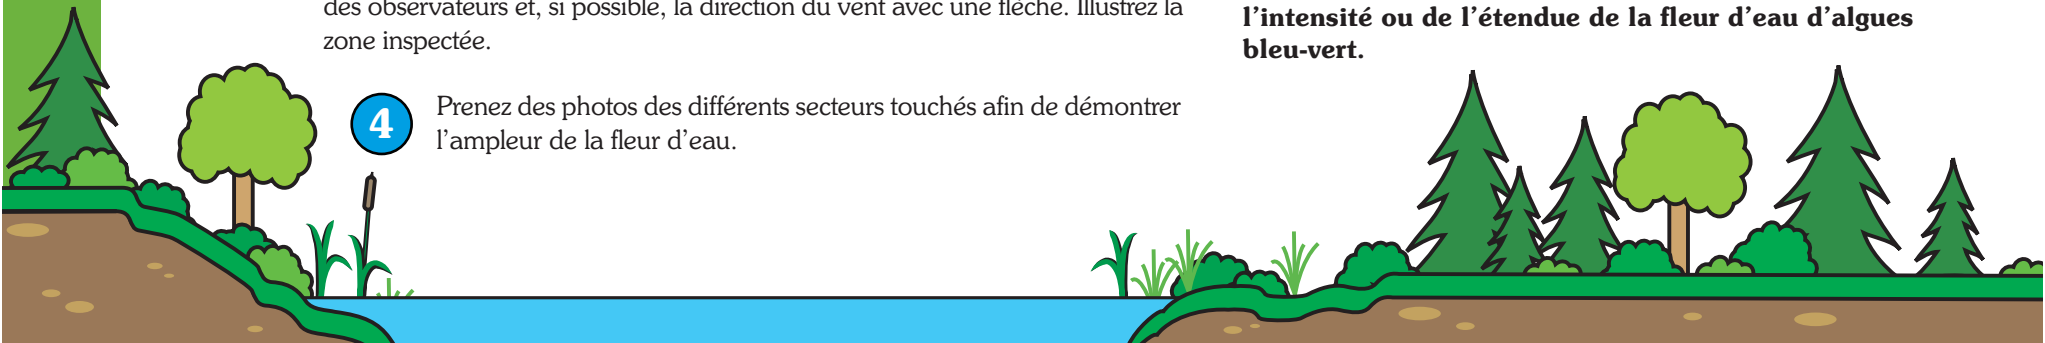 des observateurs et, si possible, la direction du vent avec une flèche. Illustrez la
zone inspectée.
4
Prenez des photos des différents secteurs touchés afin de démontrer
l’ampleur de la fleur d’eau.
l’intensité ou de l’étendue de la fleur d’eau d’algues
bleu-vert.